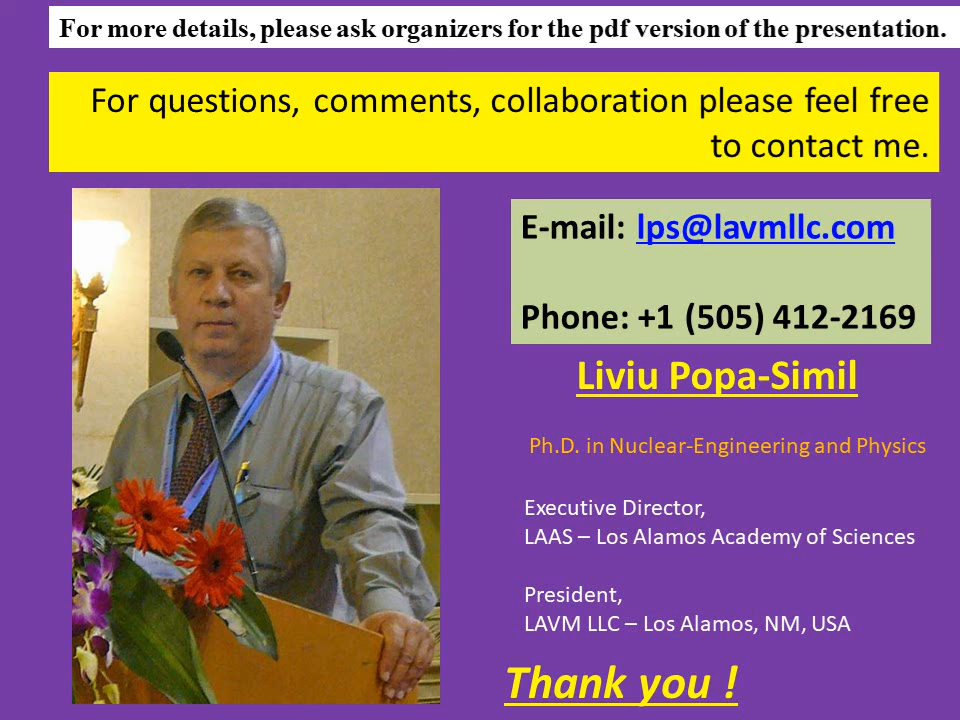 For more details, please ask organizers for the pdf version of the presentation.
For questions, comments, collaboration please feel free
to contact me.
E-mail: lps@lavmllc.com
Phone: +1 (505) 412-2169
Liviu Popa-Simil
Ph.D. in Nuclear-Engineering and Physics
Executive Director,
LAAS – Los Alamos Academy of Sciences
President,
LAVM LLC – Los Alamos, NM, USA
Thank you !